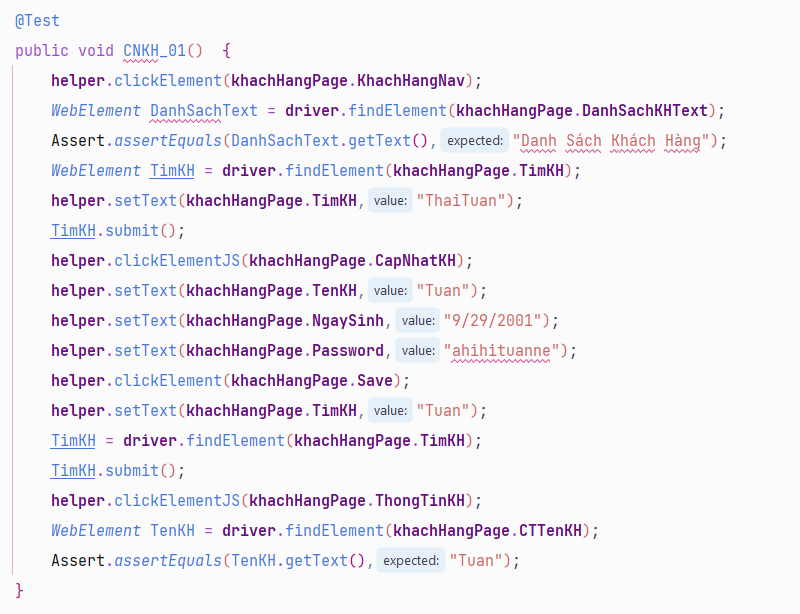 @Test
public void CNKH_01()  {
    helper.clickElement(khachHangPage.KhachHangNav);
    WebElement DanhSachText = driver.findElement(khachHangPage.DanhSachKHText);
    Assert.assertEquals(DanhSachText.getText(), expected: "Danh Sách Khách Hàng");
    WebElement TimKH = driver.findElement(khachHangPage.TimKH);
    helper.setText(khachHangPage.TimKH, value: "ThaiTuan");
    TimKH.submit();
    helper.clickElementJS(khachHangPage.CapNhatKH);
    helper.setText(khachHangPage.TenKH, value: "Tuan");
    helper.setText(khachHangPage.NgaySinh, value: "9/29/2001");
    helper.setText(khachHangPage.Password, value: "ahihituanne");
    helper.clickElement(khachHangPage.Save);
    helper.setText(khachHangPage.TimKH, value: "Tuan");
    TimKH = driver.findElement(khachHangPage.TimKH);
    TimKH.submit();
    helper.clickElementJS(khachHangPage.ThongTinKH);
    WebElement TenKH = driver.findElement(khachHangPage.CTTenKH);
    Assert.assertEquals(TenKH.getText(), expected: "Tuan");
}